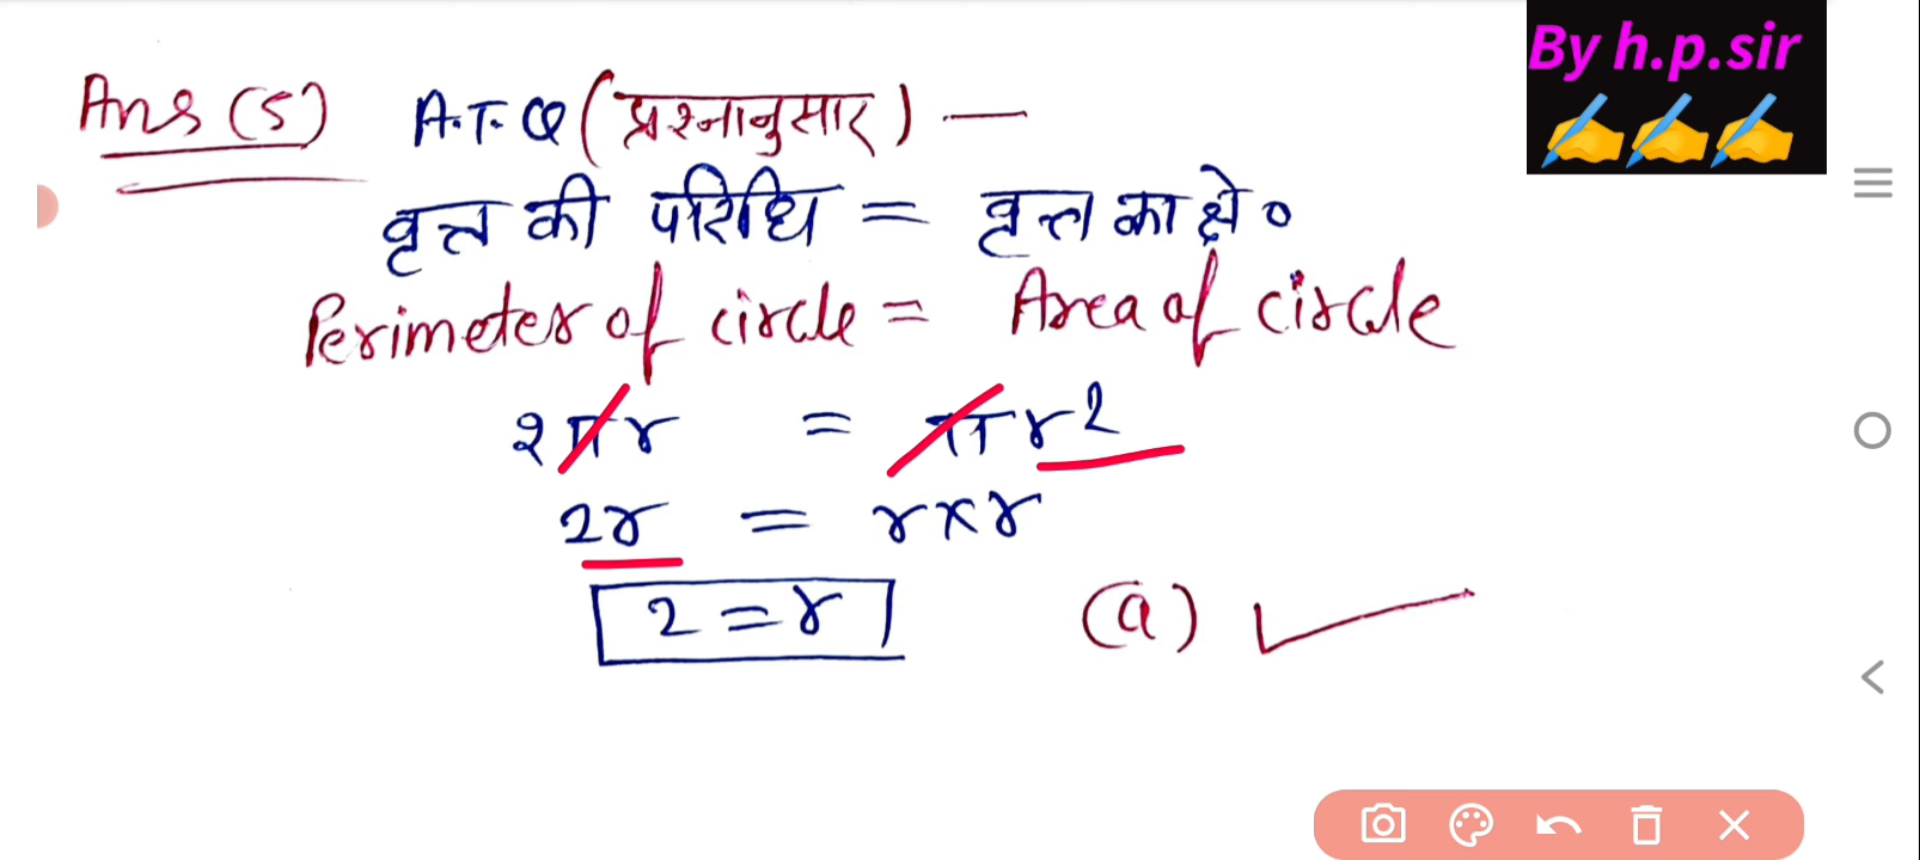 By h.p.sir
Ans (5) A.T.Q (प्रश्नानुसार) —
वृत्त की परिधि = वृत्त का क्षे०
Perimeter of circle = Area of circle
2πr = πr2
2r = r×r
2 = r (a) ✓